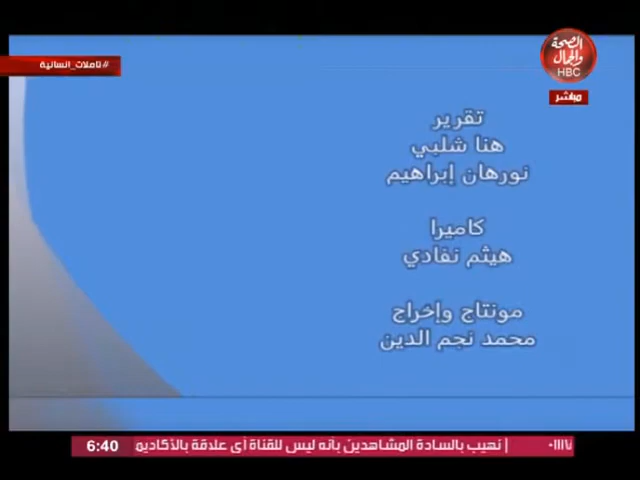 الصحة
والجمال
HBC
مباشر
#تاملات_انسانية
تقرير
هنا شلبي
نورهان إبراهيم
كاميرا
هيثم نفادي
مونتاج وإخراج
محمد نجم الدين
| نهيب بالسادة المشاهدين بانه ليس للقناة أى علاقة بالأكاديم
6:40